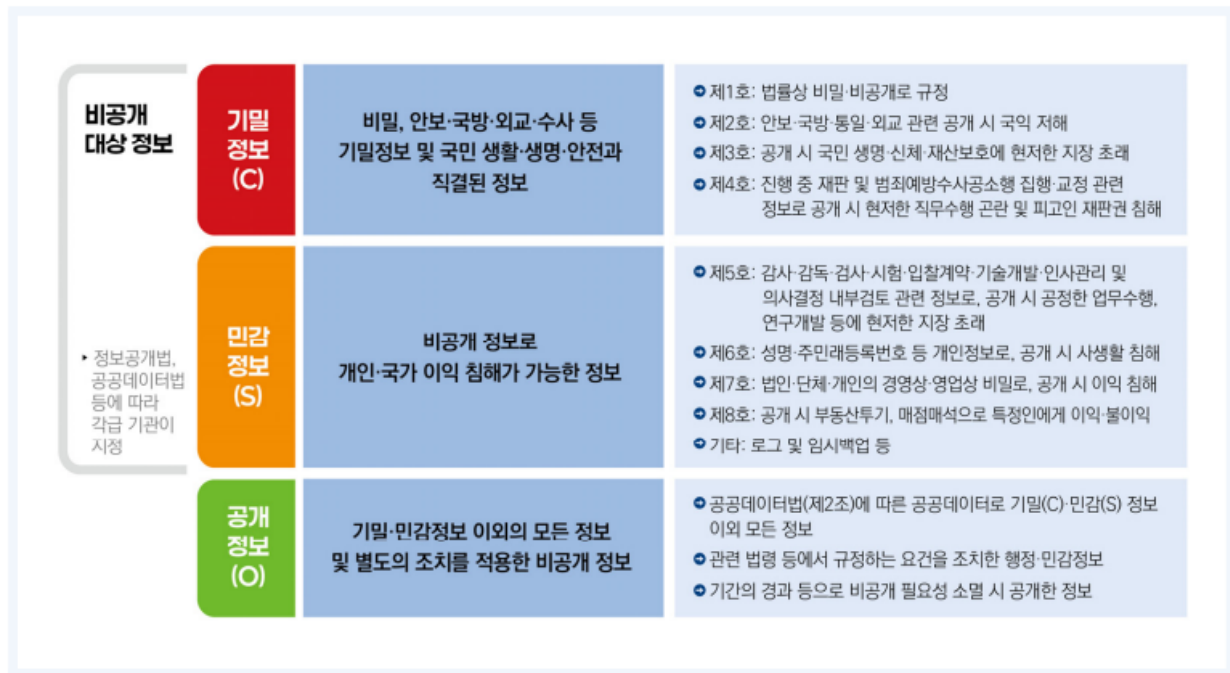 비공개
대상 정보
▸ 정보공개법,
공공데이터법
등에 따라
각급 기관이
지정
기밀
정보
(C)
비밀, 안보·국방·외교·수사 등
기밀정보 및 국민 생활·생명·안전과
직결된 정보
제1호: 법률상 비밀·비공개로 규정
제2호: 안보·국방·통일·외교 관련 공개 시 국익 저해
제3호: 공개 시 국민 생명·신체·재산보호에 현저한 지장 초래
제4호: 진행 중 재판 및 범죄예방수사공소행 집행·교정 관련
정보로 공개 시 현저한 직무수행 곤란 및 피고인 재판권 침해
민감
정보
(S)
비공개 정보로
개인·국가 이익 침해가 가능한 정보
제5호: 감사·감독·검사·시험·입찰계약·기술개발·인사관리 및
의사결정 내부검토 관련 정보로, 공개 시 공정한 업무수행,
연구개발 등에 현저한 지장 초래
제6호: 성명·주민래등록번호 등 개인정보로, 공개 시 사생활 침해
제7호: 법인·단체·개인의 경영상·영업상 비밀로, 공개 시 이익 침해
제8호: 공개 시 부동산투기, 매점매석으로 특정인에게 이익·불이익
기타: 로그 및 임시백업 등
공개
정보
(O)
기밀·민감정보 이외의 모든 정보
및 별도의 조치를 적용한 비공개 정보
공공데이터법(제2조)에 따른 공공데이터로 기밀(C)·민감(S) 정보
이외 모든 정보
관련 법령 등에서 규정하는 요건을 조치한 행정·민감정보
기간의 경과 등으로 비공개 필요성 소멸 시 공개한 정보